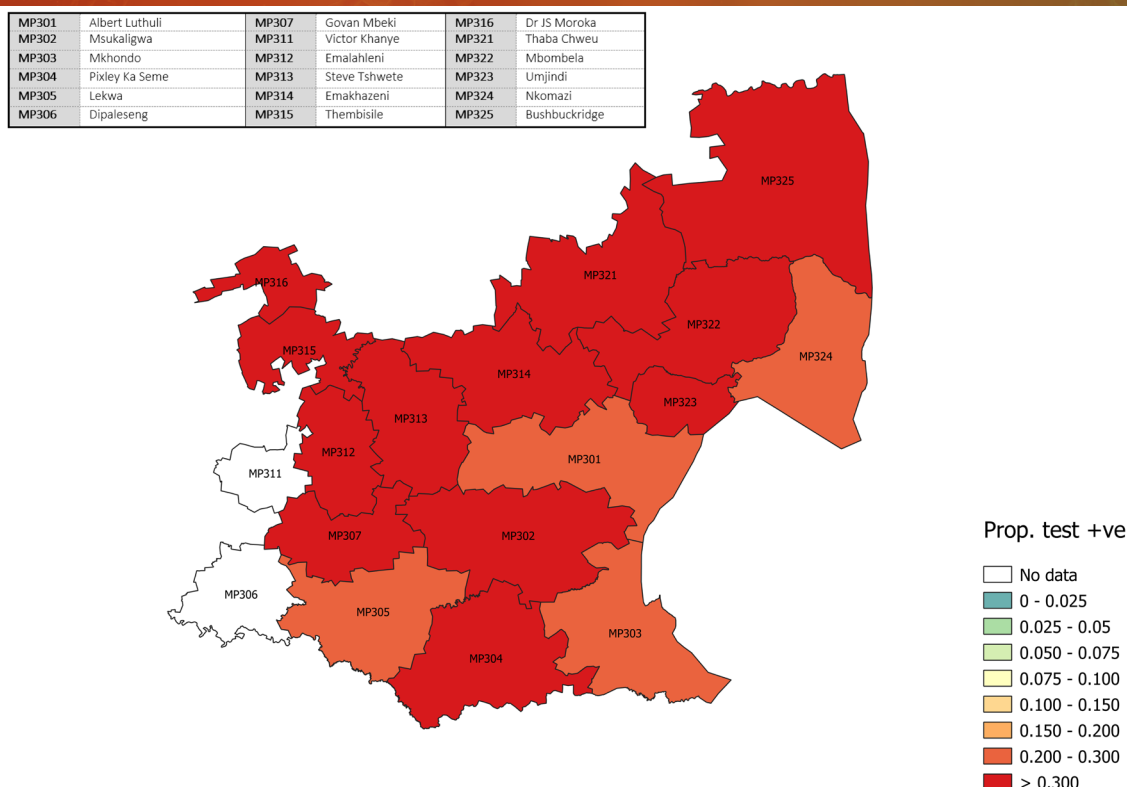 MP301 Albert Luthuli MP307 Govan Mbeki MP316 Dr JS Moroka
MP302 Msukaligwa MP311 Victor Khanye MP321 Thaba Chweu
MP303 Mkhondo MP312 Emalahleni MP322 Mbombela
MP304 Pixley Ka Seme MP313 Steve Tshwete MP323 Umjindi
MP305 Lekwa MP314 Emakhazeni MP324 Nkomazi
MP306 Dipaleseng MP315 Thembisile MP325 Bushbuckridge
MP325
MP321
MP316
MP322
MP315
MP324
MP314
MP323
MP313
MP312
MP301
MP311
MP307
MP302
MP306
MP305
MP303
MP304
Prop. test +ve
No data
0 - 0.025
0.025 - 0.05
0.050 - 0.075
0.075 - 0.100
0.100 - 0.150
0.150 - 0.200
0.200 - 0.300
> 0.300